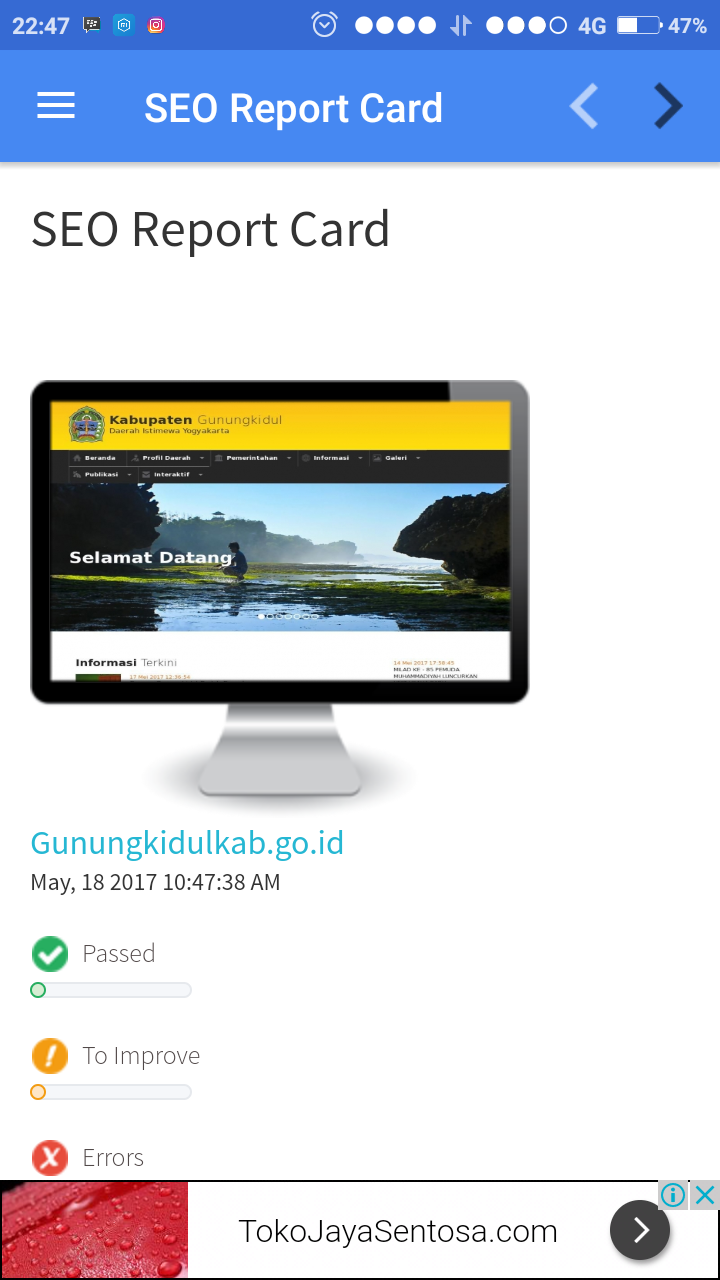 22:47
4G
47%
SEO Report Card
SEO Report Card
Kabupaten Gunungkidul
Daerah Istimewa Yogyakarta
Beranda
Profil Daerah
Pemerintahan
Informasi
Galeri
Publikasi
Interaktif
Selamat Datang
Informasi Terkini
14 Mei 2017 17:58:45
MILAD KE - 85 PEMUDA
MUHAMMADIYAH LUNCURKAN
17 Mei 2017 12:36:54
Gunungkidulkab.go.id
May, 18 2017 10:47:38 AM
Passed
To Improve
Errors
TokoJayaSentosa.com